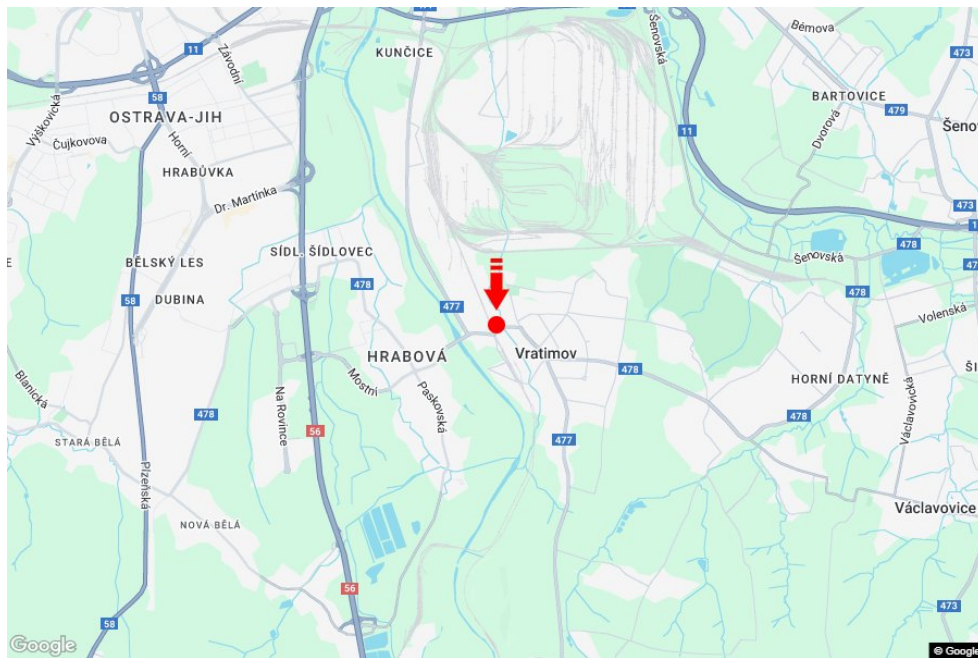 KUNČICE
Šenovská
Bémova
11
Závodní
473
BARTOVICE
58
Výškovická
OSTRAVA-JIH
479
Dvorová
Čujkovova
Horní
11
HRABŮVKA
Dr. Martínka
473
SÍDL. ŠÍDLOVEC
478
Šenovská
BĚLSKÝ LES
478
478
58
DUBINA
477
Volenská
HRABOVÁ
Vratimov
478
HORNÍ DATYNĚ
Blanická
Mostní
Na Rovince
Paskovská
478
478
Václavovická
56
STARÁ BĚLÁ
477
Plzeňská
Václavovice
NOVÁ BĚLÁ
56
58
473
Google
© Google